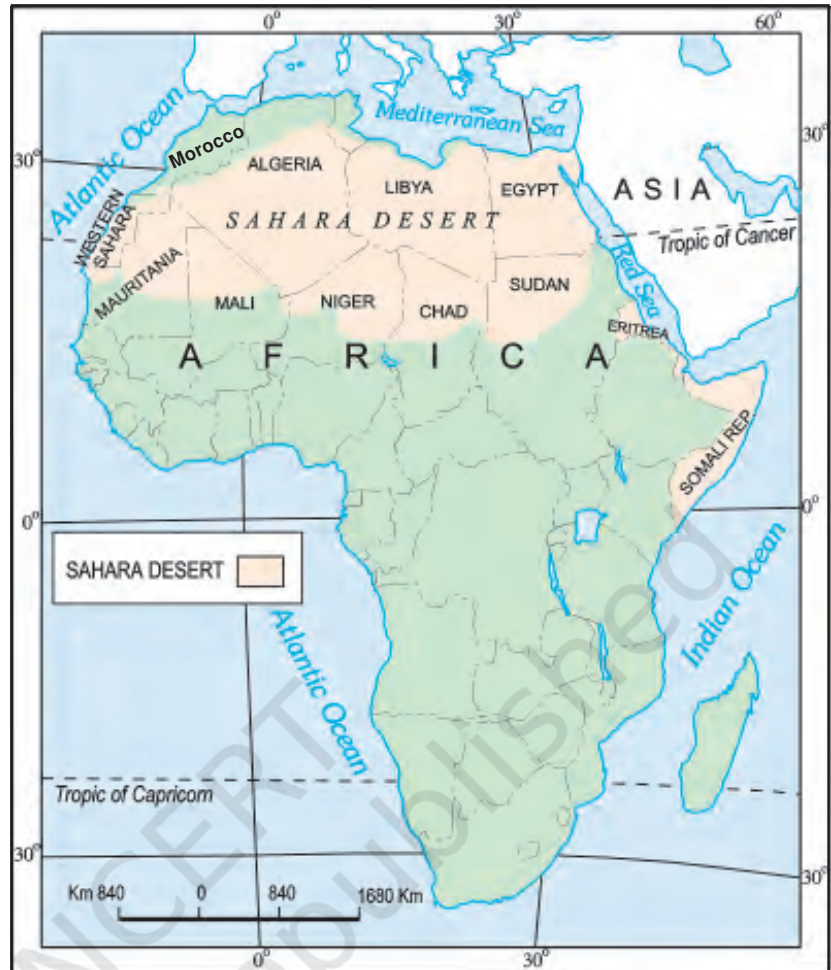 0°
30°
60°
Atlantic Ocean
Mediterranean Sea
Morocco
30°
30°
ALGERIA
LIBYA
EGYPT
ASIA
WESTERN
SAHARA
SAHARA DESERT
Tropic of Cancer
Red Sea
MAURITANIA
MALI
NIGER
CHAD
SUDAN
ERITREA
AFRICA
SOMALI REP
0°
0°
SAHARA DESERT
Atlantic Ocean
Indian Ocean
Tropic of Capricorn
30°
30°
Km 840 0 840 1680 Km
0°
30°
NCERT